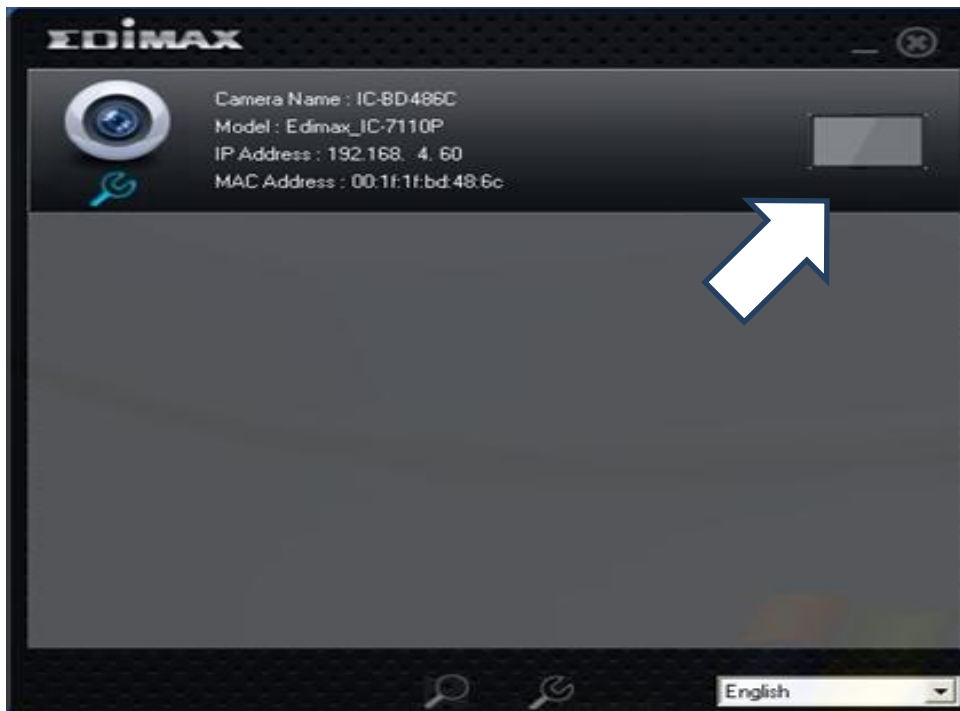 EDiMAX
Camera Name : IC-BD486C
Model : Edimax_IC-7110P
IP Address : 192.168. 4. 60
MAC Address : 00:1f:1f:bd:48:6c
English